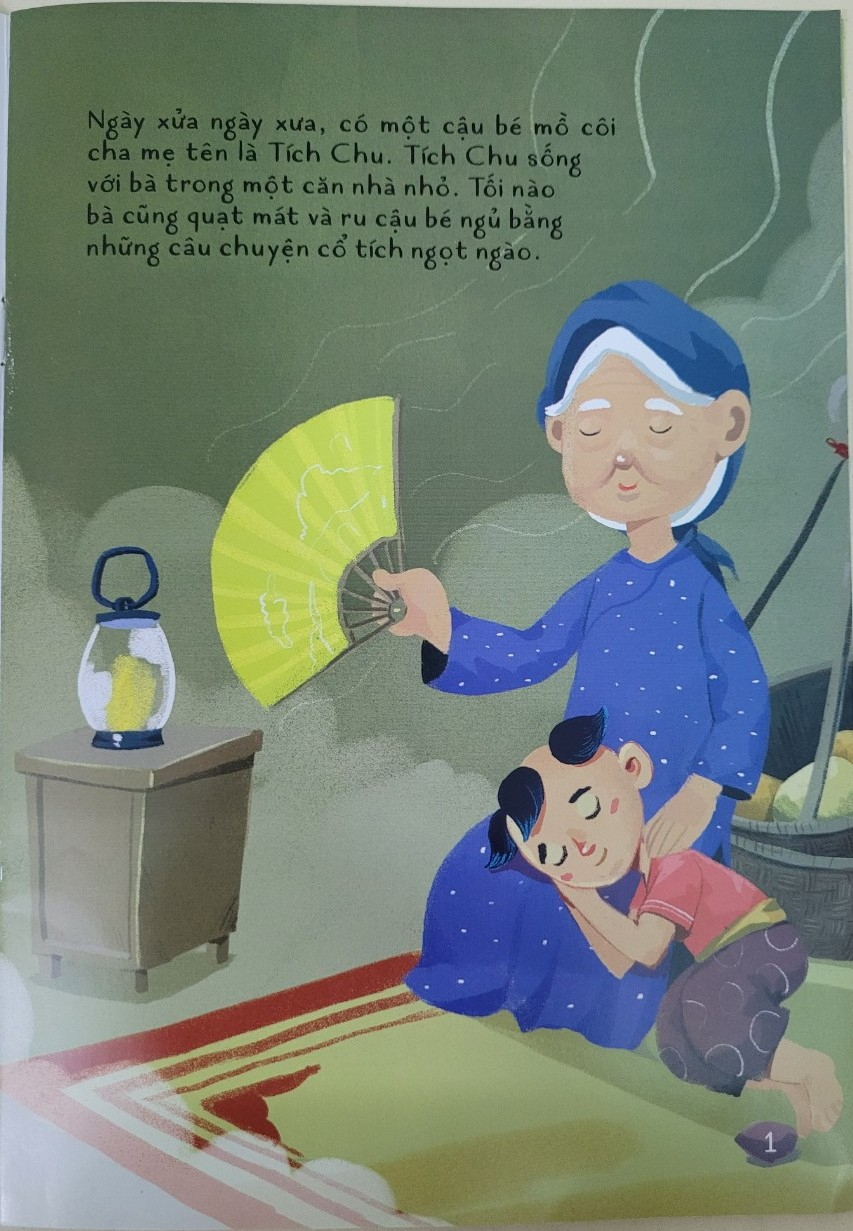 Ngày xửa ngày xưa, có một cậu bé mồ côi
cha mẹ tên là Tích Chu. Tích Chu sống
với bà trong một căn nhà nhỏ. Tối nào
bà cũng quạt mát và ru cậu bé ngủ bằng
những câu chuyện cổ tích ngọt ngào.
1